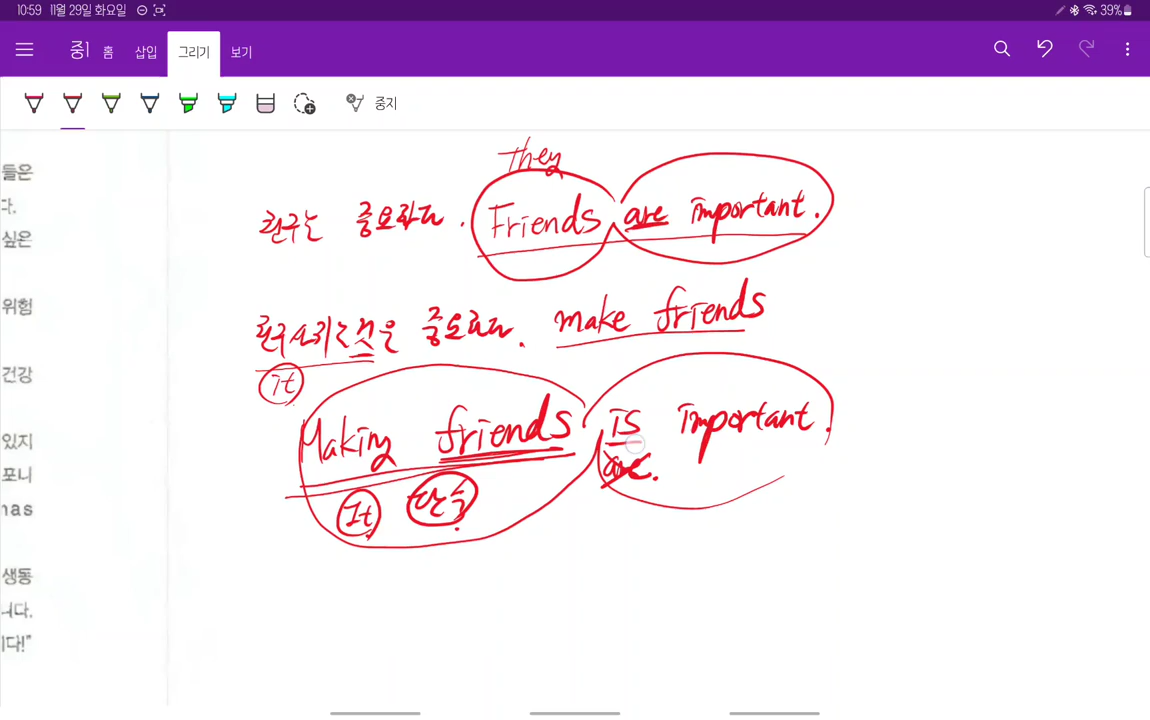 10:59 11월 29일 화요일 39%
중1 홈 삽입 그리기 보기
중지
들은
다.
싶은
위험
건강
있지
포니
has
생동
니다.
이다!"
they
친구는 중요하다. Friends are important.
친구 사귀는 것은 중요하다. make friends
it
Making friends is important.
are.
It 단수